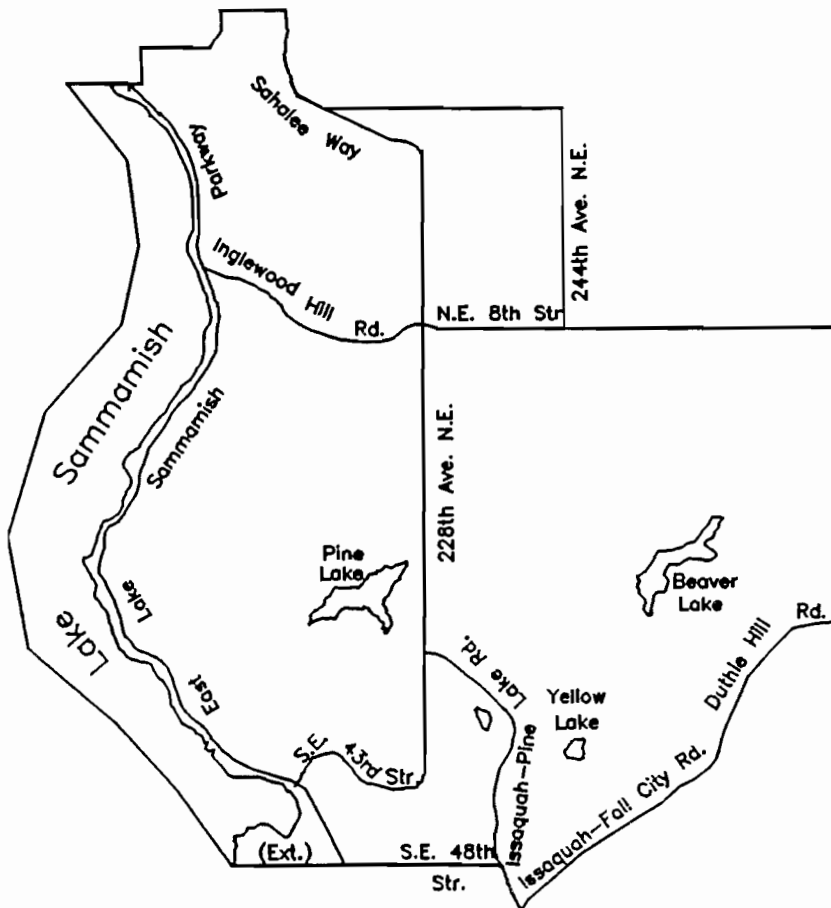 Sahalee Way
Parkway
244th Ave. N.E.
Inglewood Hill
Rd.
N.E. 8th Str
Sammamish
Sammamish
228th Ave. N.E.
Pine
Lake
Beaver
Lake
Lake
Lake
East
Rd.
Duthie Hill
Lake Rd.
Yellow
Lake
S.E.
43rd Str
Issaquah-Pine
Issaquah-Fall City Rd.
(Ext.)
S.E. 48th
Str.